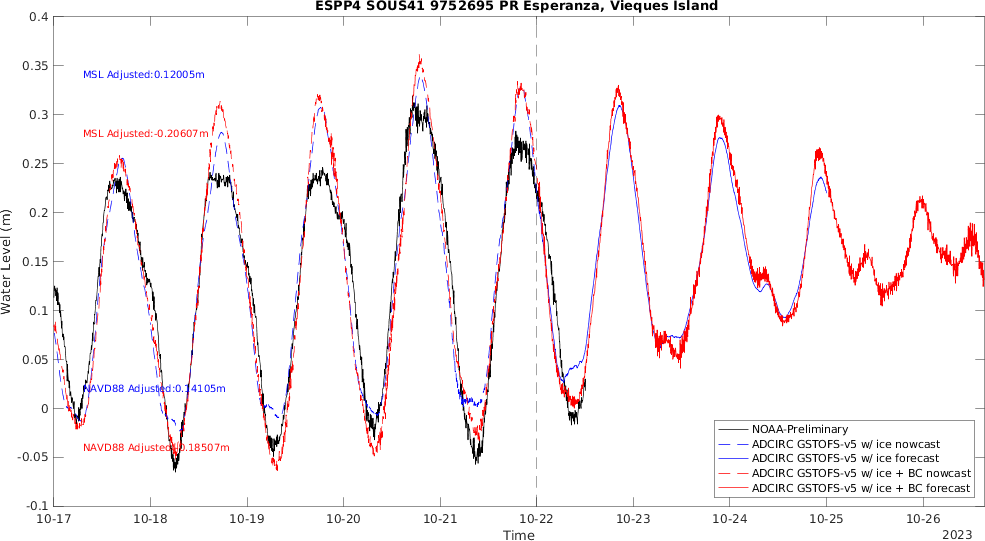 ESPP4 SOUS41 9752695 PR Esperanza, Vieques Island
0.4
0.35
0.3
0.25
0.2
0.15
0.1
0.05
0
-0.05
-0.1
Water Level (m)
MSL Adjusted:0.12005m
MSL Adjusted:-0.20607m
NAVD88 Adjusted:0.14105m
NAVD88 Adjusted:-0.18507m
NOAA-Preliminary
ADCIRC GSTOFS-v5 w/ ice nowcast
ADCIRC GSTOFS-v5 w/ ice forecast
ADCIRC GSTOFS-v5 w/ ice + BC nowcast
ADCIRC GSTOFS-v5 w/ ice + BC forecast
10-17 10-18 10-19 10-20 10-21 10-22 10-23 10-24 10-25 10-26
Time
2023